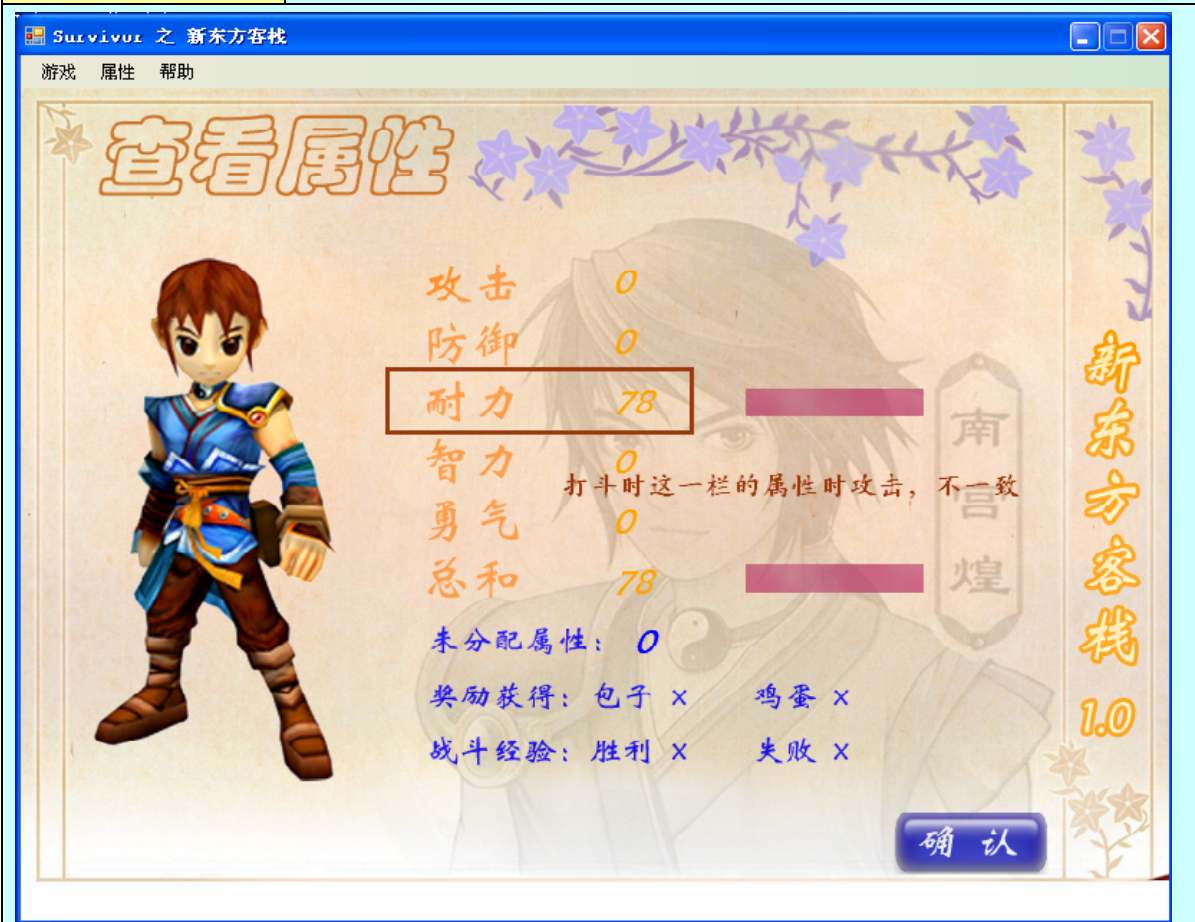 Survivor 之 新东方客栈
游戏 属性 帮助
查看属性
攻击 0
防御 0
耐力 78
智力 0
打斗时这一栏的属性时攻击，不一致
勇气 0
总和 78
未分配属性： 0
奖励获得：包子 x 鸡蛋 x
战斗经验：胜利 x 失败 x
确 认
南宫煌
新东方客栈 1.0